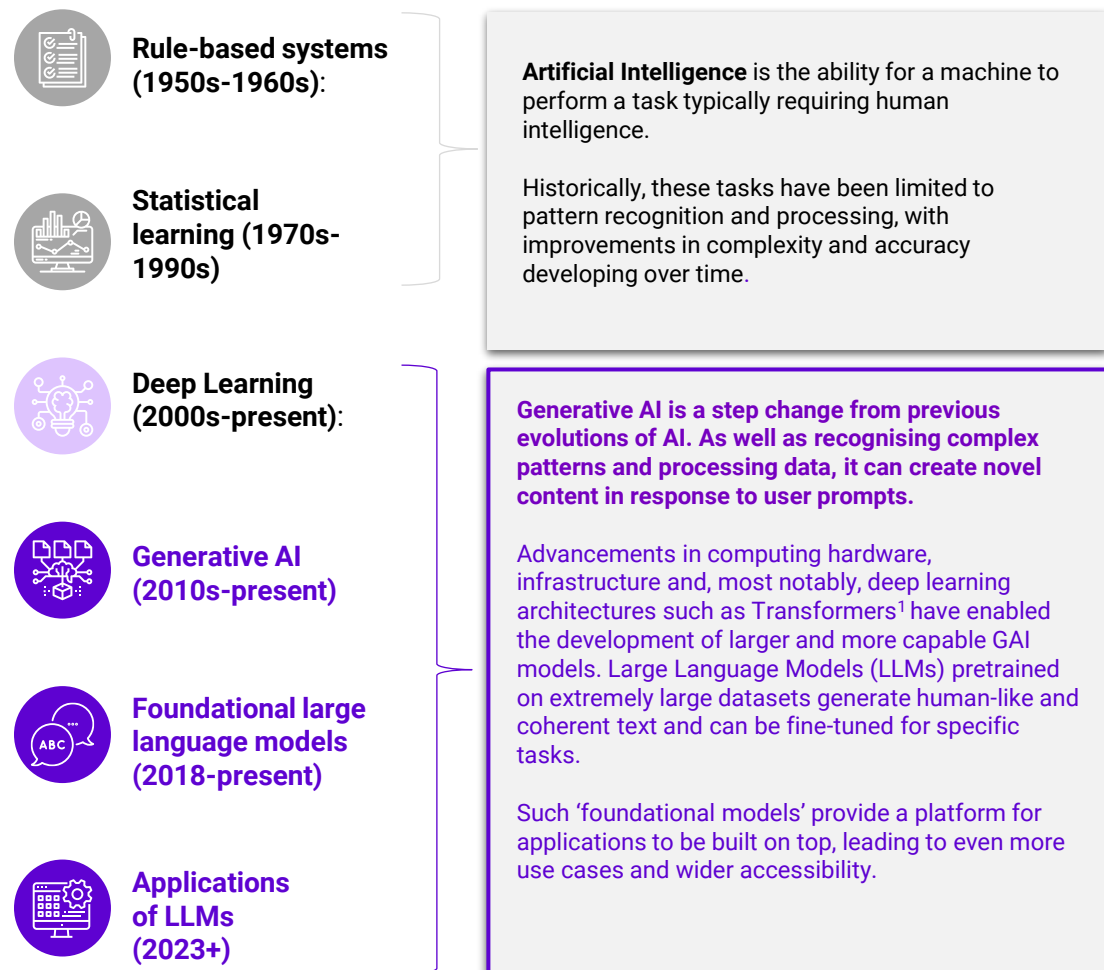 Rule-based systems
(1950s-1960s):
Statistical
learning (1970s-
1990s)
Artificial Intelligence is the ability for a machine to
perform a task typically requiring human
intelligence.
Historically, these tasks have been limited to
pattern recognition and processing, with
improvements in complexity and accuracy
developing over time.
Deep Learning
(2000s-present):
Generative AI
(2010s-present)
ABC
Foundational large
language models
(2018-present)
Applications
of LLMs
(2023+)
Generative AI is a step change from previous
evolutions of AI. As well as recognising complex
patterns and processing data, it can create novel
content in response to user prompts.
Advancements in computing hardware,
infrastructure and, most notably, deep learning
architectures such as Transformers¹ have enabled
the development of larger and more capable GAI
models. Large Language Models (LLMs) pretrained
on extremely large datasets generate human-like and
coherent text and can be fine-tuned for specific
tasks.
Such ‘foundational models’ provide a platform for
applications to be built on top, leading to even more
use cases and wider accessibility.